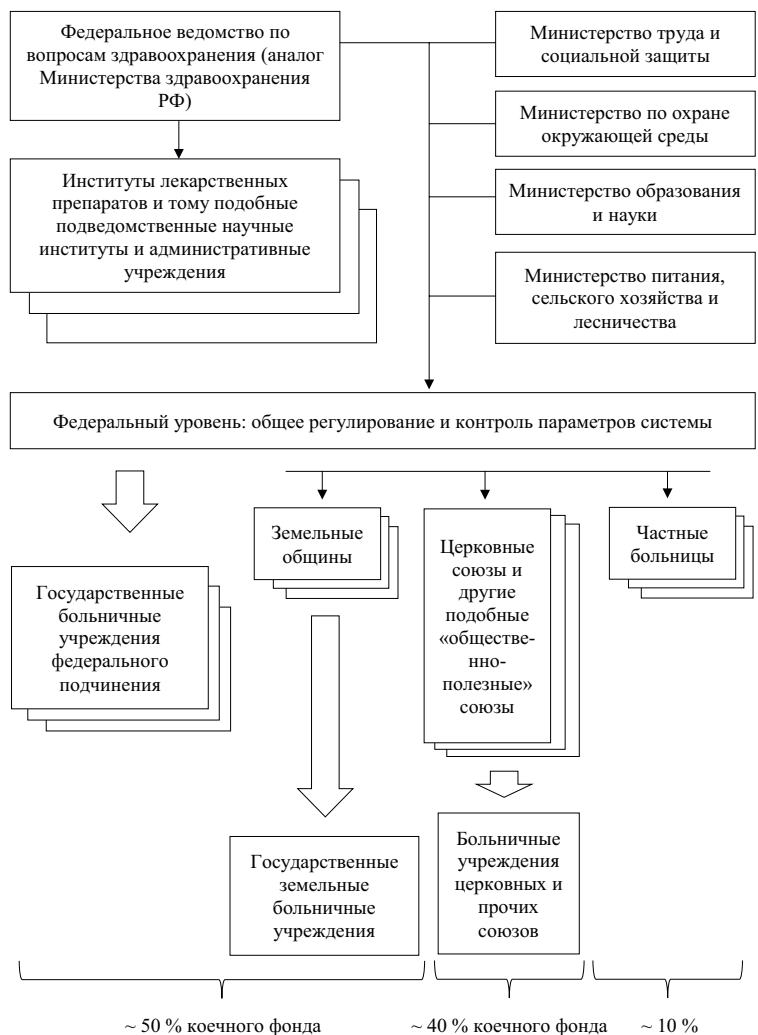 Федеральное ведомство по
вопросам здравоохранения (аналог
Министерства здравоохранения
РФ)
Министерство труда и
социальной защиты
Министерство по охране
окружающей среды
Институты лекарственных
препаратов и тому подобные
подведомственные научные
институты и административные
учреждения
Министерство образования
и науки
Министерство питания,
сельского хозяйства и
лесничества
Федеральный уровень: общее регулирование и контроль параметров системы
Земельные
общины
Церковные
союзы и
другие
подобные
«обществе-
нно-
полезные»
союзы
Частные
больницы
Государственные
больничные
учреждения
федерального
подчинения
Государственные
земельные
больничные
учреждения
Больничные
учреждения
церковных и
прочих
союзов
~ 50 % коечного фонда
~ 40 % коечного фонда
~ 10 %